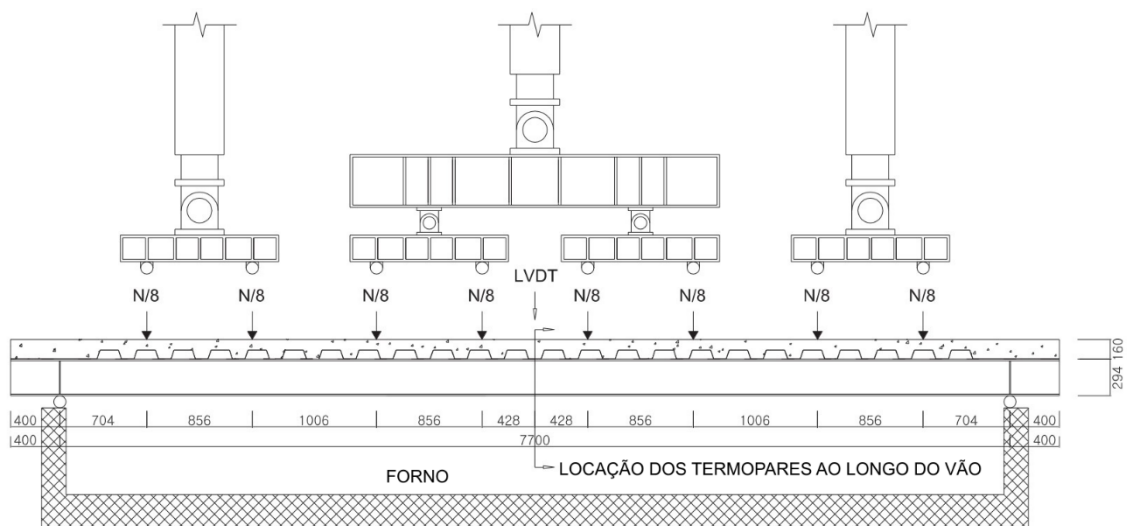 LVDT
N/8 N/8 N/8 N/8 N/8 N/8 N/8 N/8
160
294
400 704 856 1006 856 428 428 856 1006 856 704 400
400 7700 400
FORNO
LOCAÇÃO DOS TERMOPARES AO LONGO DO VÃO